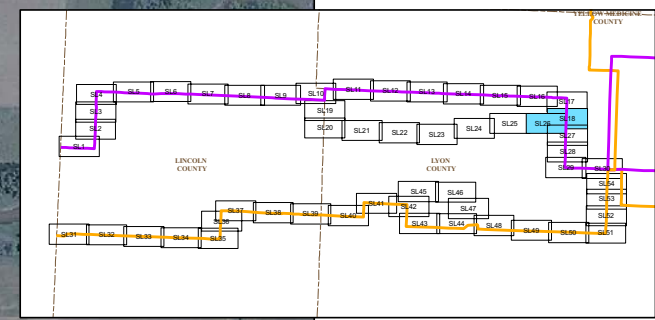 YELLOW MEDICINE
COUNTY
SL4
SL5
SL6
SL7
SL8
SL9
SL10
SL11
SL12
SL13
SL14
SL15
SL16
SL17
SL3
SL19
SL18
SL2
SL20
SL21
SL22
SL23
SL24
SL25
SL26
SL27
SL1
SL28
LINCOLN
COUNTY
LYON
COUNTY
SL29
SL30
SL54
SL45
SL46
SL53
SL41
SL42
SL47
SL52
SL37
SL38
SL39
SL40
SL36
SL43
SL44
SL48
SL31
SL32
SL33
SL34
SL35
SL49
SL50
SL51